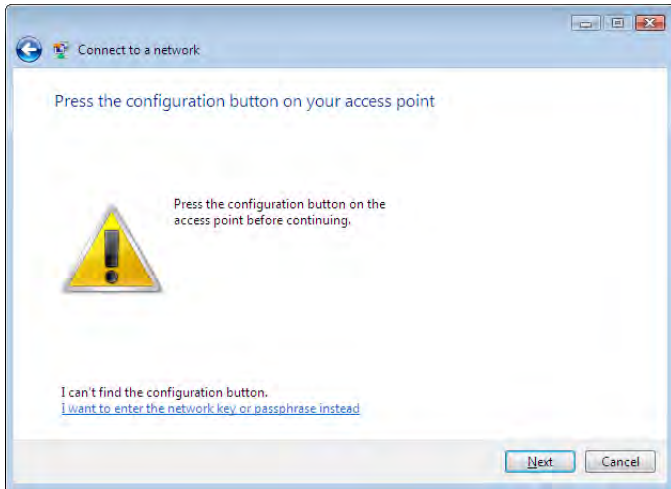 Connect to a network
Press the configuration button on your access point
Press the configuration button on the
access point before continuing.
I can't find the configuration button.
I want to enter the network key or passphrase instead
Next Cancel